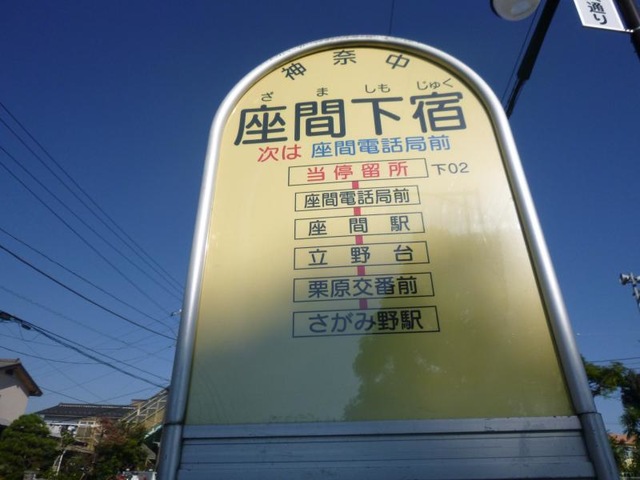 神奈中
ざ ま しも じゅく
座間下宿
次は 座間電話局前
当停留所 下02
座間電話局前
座間駅
立野台
栗原交番前
さがみ野駅
通り